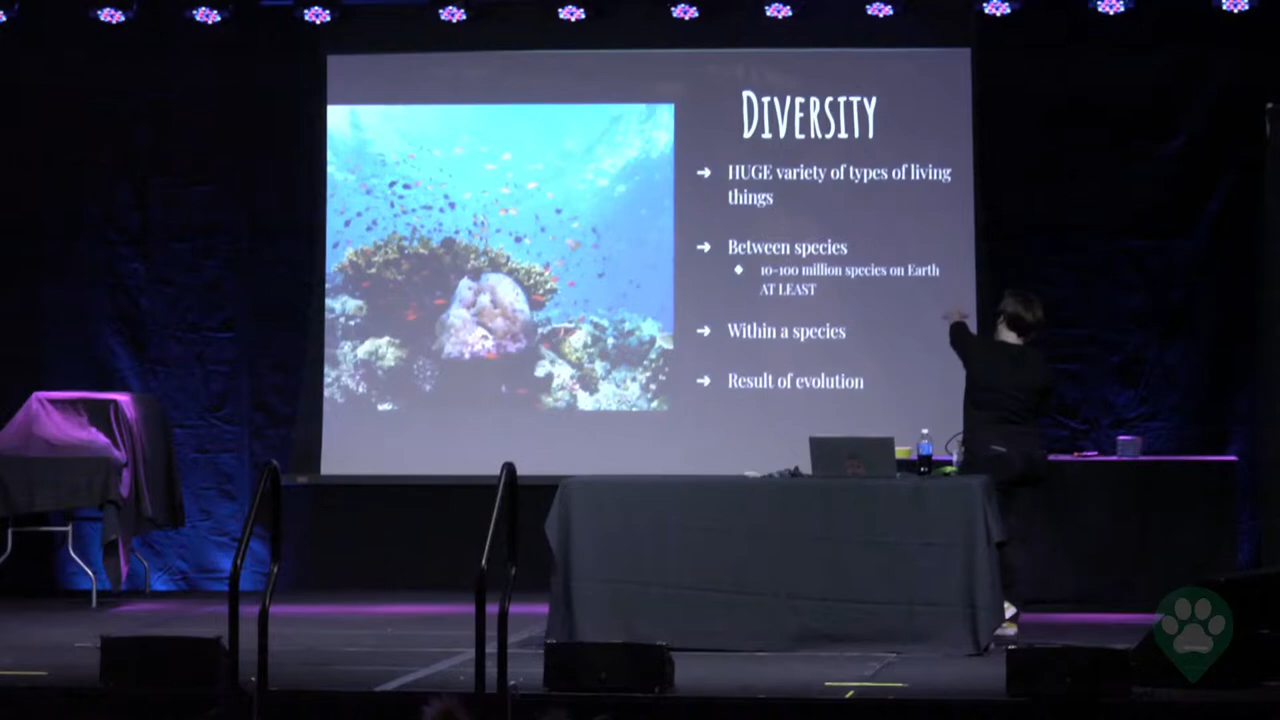 DIVERSITY
➔ HUGE variety of types of living
things
➔ Between species
◆ 10-100 million species on Earth
AT LEAST
➔ Within a species
➔ Result of evolution